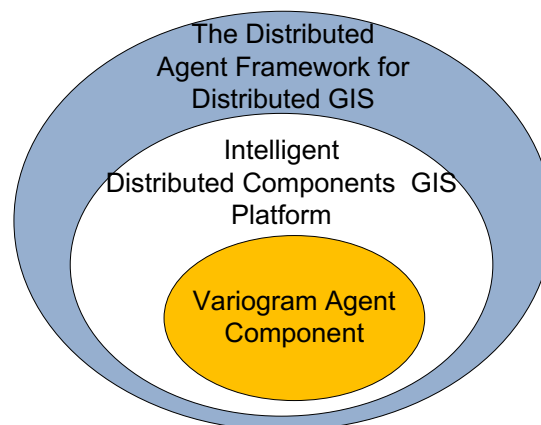 The Distributed
Agent Framework for
Distributed GIS
Intelligent
Distributed Components GIS
Platform
Variogram Agent
Component